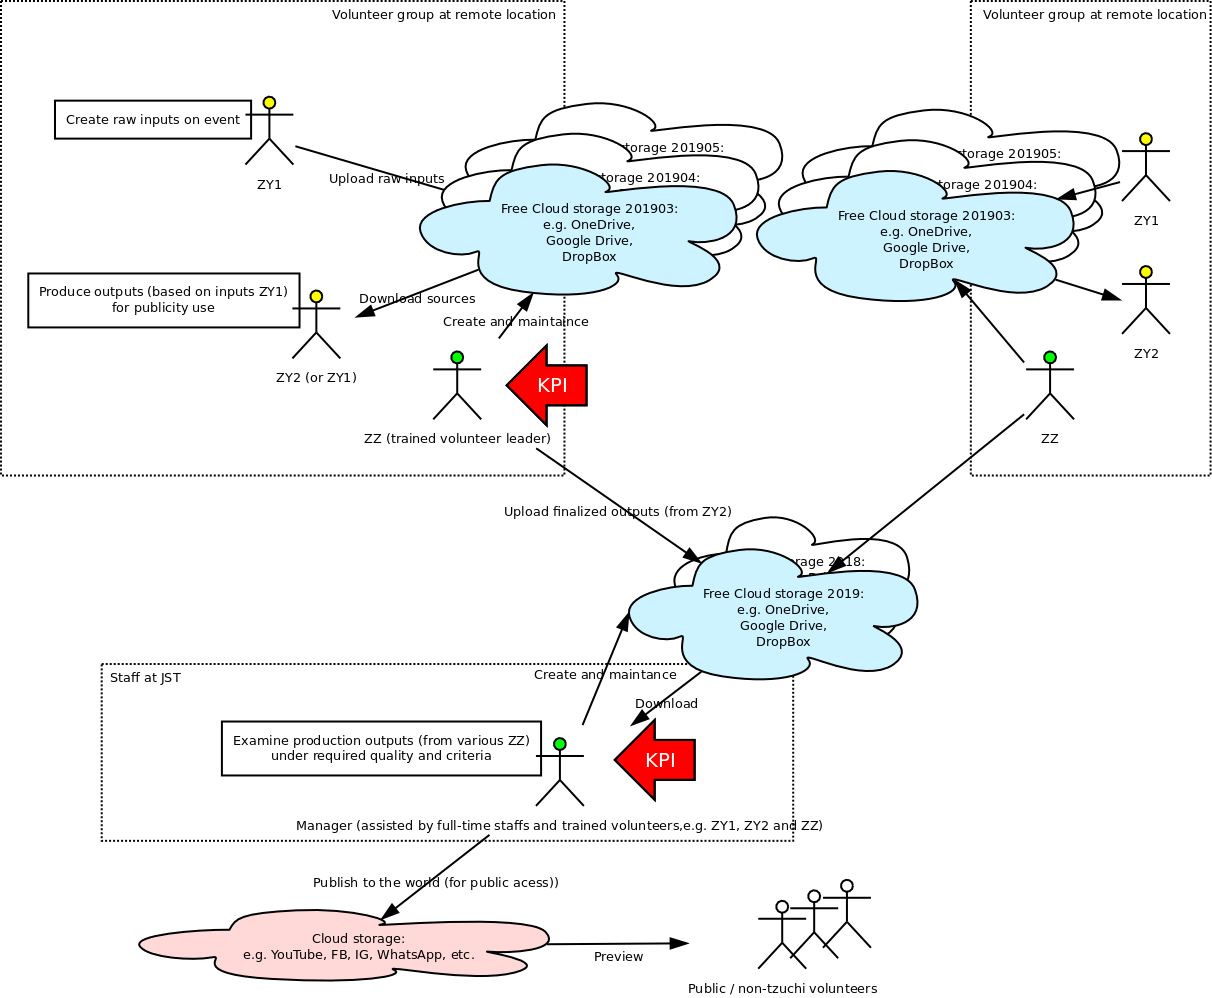 Volunteer group at remote location
Volunteer group at remote location
Create raw inputs on event
ZY1
Upload raw inputs
storage 201905:
storage 201904:
Free Cloud storage 201903:
e.g. OneDrive,
Google Drive,
DropBox
storage 201905:
storage 201904:
Free Cloud storage 201903:
e.g. OneDrive,
Google Drive,
DropBox
ZY1
Produce outputs (based on inputs ZY1)
for publicity use
ZY2 (or ZY1)
Download sources
Create and maintaince
KPI
ZZ (trained volunteer leader)
ZY2
ZZ
Upload finalized outputs (from ZY2)
rage 2018:
Free Cloud storage 2019:
e.g. OneDrive,
Google Drive,
DropBox
Staff at JST
Create and maintance
Download
Examine production outputs (from various ZZ)
under required quality and criteria
KPI
Manager (assisted by full-time staffs and trained volunteers,e.g. ZY1, ZY2 and ZZ)
Publish to the world (for public acess))
Cloud storage:
e.g. YouTube, FB, IG, WhatsApp, etc.
Preview
Public / non-tzuchi volunteers